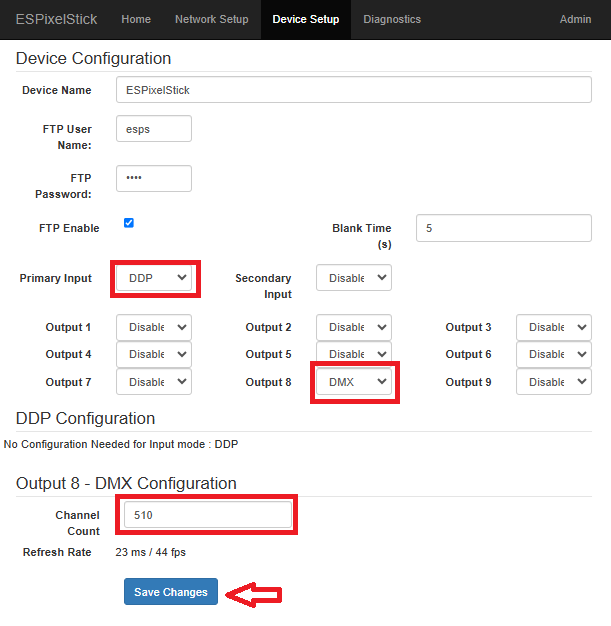 ESPixelStick Home Network Setup Device Setup Diagnostics Admin
Device Configuration
Device Name ESPixelStick
FTP User esps
Name:
FTP ••••
Password:
FTP Enable Blank Time 5
(s)
Primary Input DDP Secondary Disable
Input
Output 1 Disable Output 2 Disable Output 3 Disable
Output 4 Disable Output 5 Disable Output 6 Disable
Output 7 Disable Output 8 DMX Output 9 Disable
DDP Configuration
No Configuration Needed for Input mode : DDP
Output 8 - DMX Configuration
Channel 510
Count
Refresh Rate 23 ms / 44 fps
Save Changes